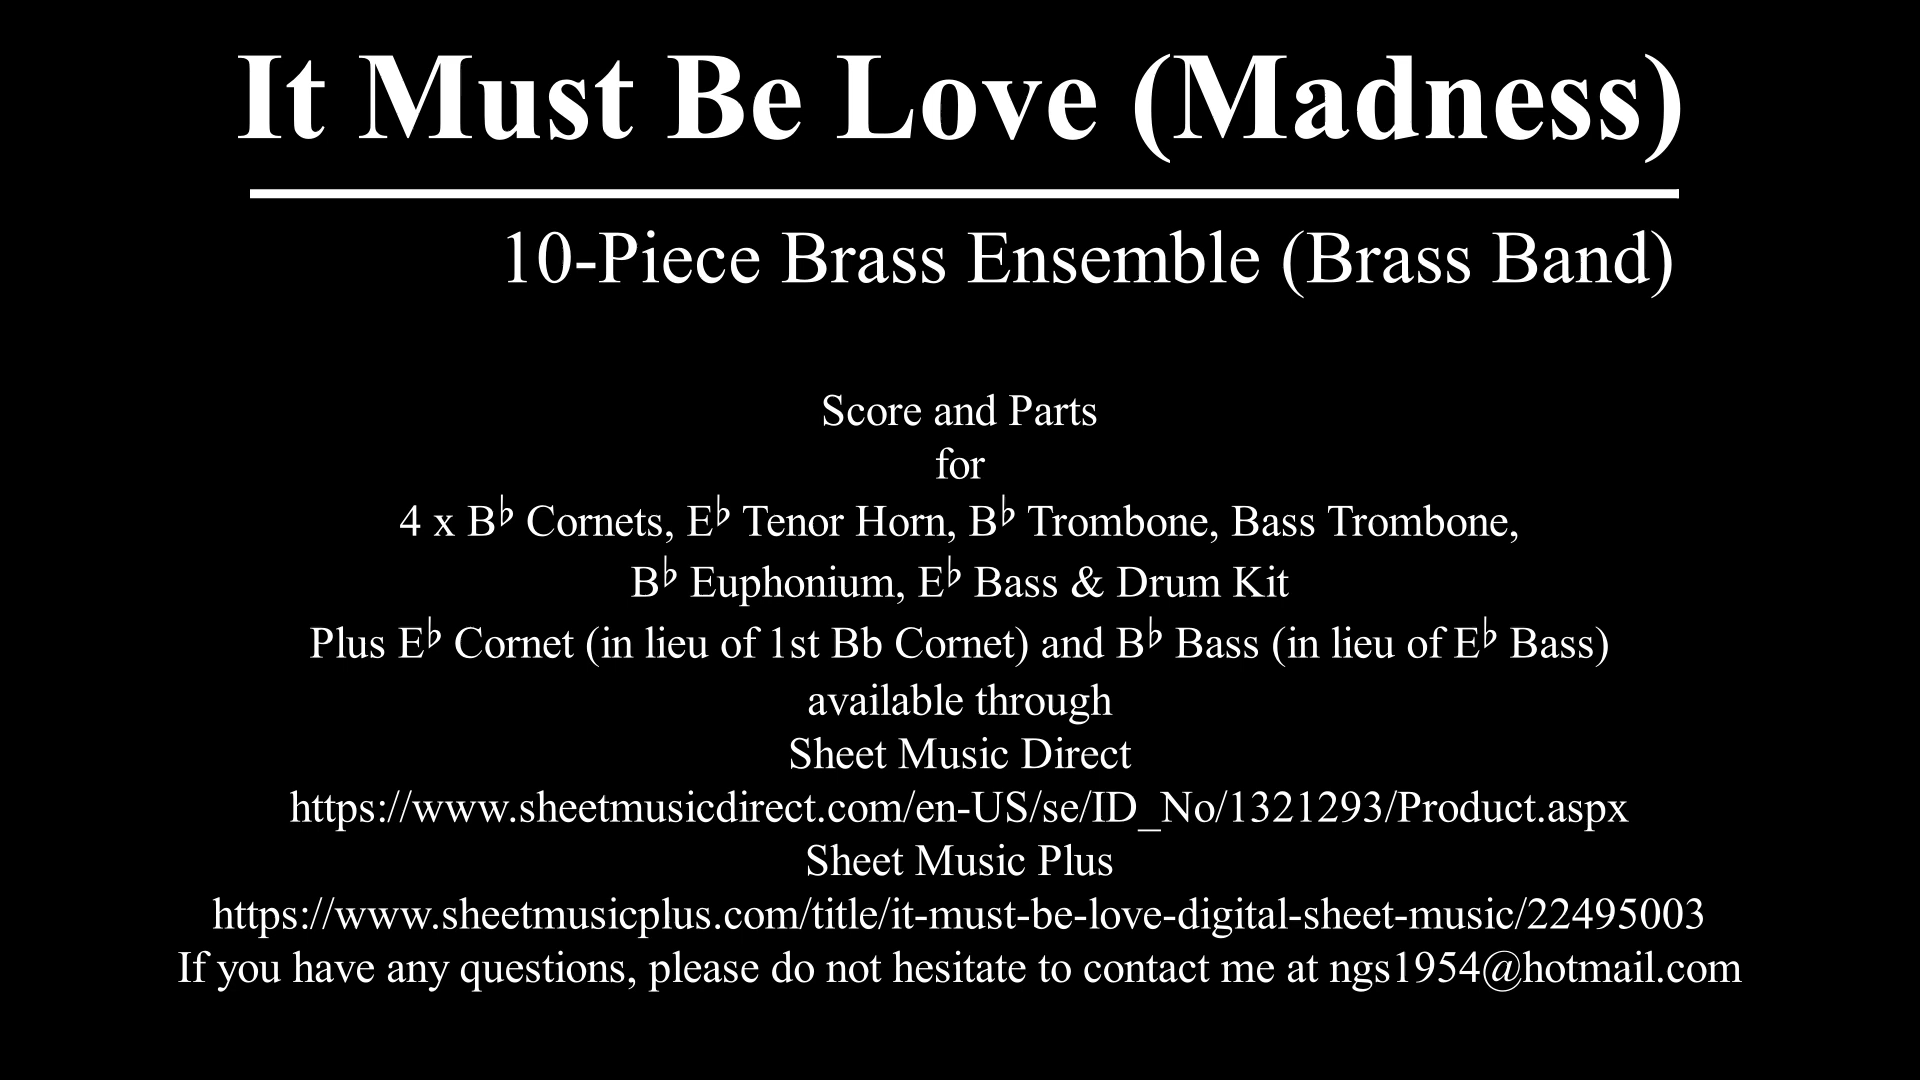 It Must Be Love (Madness)
10-Piece Brass Ensemble (Brass Band)
Score and Parts
for
4 x B♭ Cornets, E♭ Tenor Horn, B♭ Trombone, Bass Trombone,
B♭ Euphonium, E♭ Bass & Drum Kit
Plus E♭ Cornet (in lieu of 1st Bb Cornet) and B♭ Bass (in lieu of E♭ Bass)
available through
Sheet Music Direct
https://www.sheetmusicdirect.com/en-US/se/ID_No/1321293/Product.aspx
Sheet Music Plus
https://www.sheetmusicplus.com/title/it-must-be-love-digital-sheet-music/22495003
If you have any questions, please do not hesitate to contact me at ngs1954@hotmail.com